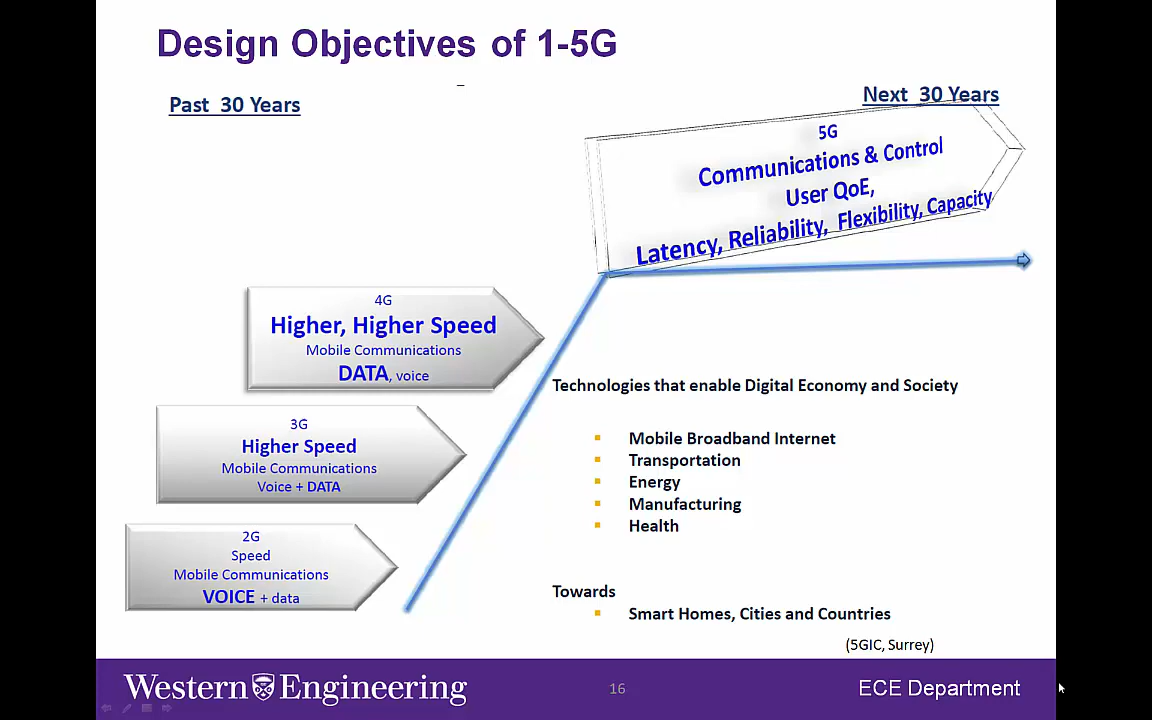 Design Objectives of 1-5G
Past 30 Years
Next 30 Years
5G
Communications & Control
User QoE,
Latency, Reliability, Flexibility, Capacity
4G
Higher, Higher Speed
Mobile Communications
DATA, voice
3G
Higher Speed
Mobile Communications
Voice + DATA
2G
Speed
Mobile Communications
VOICE + data
Technologies that enable Digital Economy and Society
Mobile Broadband Internet
Transportation
Energy
Manufacturing
Health
Towards
Smart Homes, Cities and Countries
(5GIC, Surrey)
Western Engineering
16
ECE Department